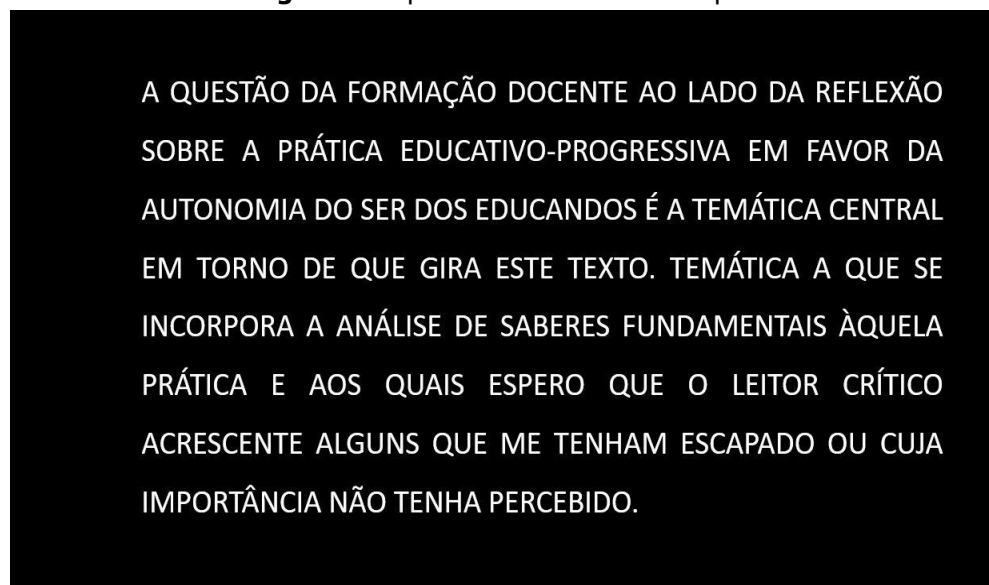 A QUESTÃO DA FORMAÇÃO DOCENTE AO LADO DA REFLEXÃO
SOBRE A PRÁTICA EDUCATIVO-PROGRESSIVA EM FAVOR DA
AUTONOMIA DO SER DOS EDUCANDOS É A TEMÁTICA CENTRAL
EM TORNO DE QUE GIRA ESTE TEXTO. TEMÁTICA A QUE SE
INCORPORA A ANÁLISE DE SABERES FUNDAMENTAIS ÀQUELA
PRÁTICA E AOS QUAIS ESPERO QUE O LEITOR CRÍTICO
ACRESCENTE ALGUNS QUE ME TENHAM ESCAPADO OU CUJA
IMPORTÂNCIA NÃO TENHA PERCEBIDO.